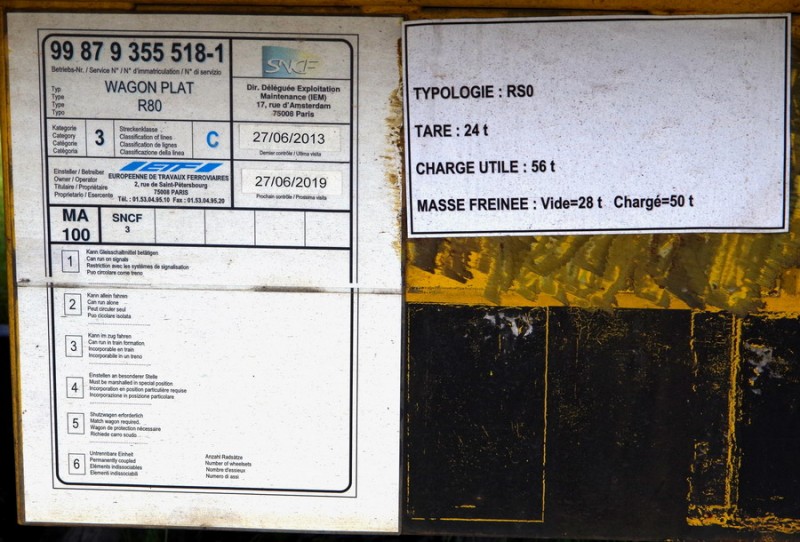 99 87 9 355 518-1
Betriebs-Nr. / Service N° / N° d'immatriculation / N° di servizio
Typ
Type
Type
Type
WAGON PLAT
R80
SNCF
Dir. Déléguée Exploitation
Maintenance (IEM)
17, rue d'Amsterdam
75008 Paris
Kategorie
Category
Catégorie
Categoria
3
Streckenklasse
Classification of lines
Classification de lignes
Classificazione della linea
C
27/06/2013
Dernier contrôle / Ultima visita
Einsteller / Betreiber
Owner / Operator
Titulaire / Propriétaire
Proprietario / Esercente
ETF
EUROPEENNE DE TRAVAUX FERROVIAIRES
2, rue de Saint-Pétersbourg
75008 PARIS
Tél. : 01.53.04.95.10 Fax : 01.53.04.95.20
27/06/2019
Prochain contrôle / Prossima visita
MA
100
SNCF
3
1
Kann Gleisschaltmittel betätigen
Can run on signals
Restriction avec les systèmes de signalisation
Puo circolare come treno
2
Kann allein fahren
Can run alone
Peut circuler seul
Puo cicolare isolata
3
Kann im zug fahren
Can run in train formation
Incorporable en train
Incorporabile in un treno
4
Einstellen an besonderer Stelle
Must be marshalled in special position
Incorporation en position particulière requise
Incorporazione in posizione particolare
5
Shutzwagen erforderlich
Match wagon required.
Wagon de protection nécessaire
Richiede carro scudo
6
Untrennbare Einheit
Permanently coupled
Eléments indissociables
Elementi indissociabili
Anzahl Radsätze
Number of wheelsets
Nombre d'essieux
Numero di assi
TYPOLOGIE : RS0
TARE : 24 t
CHARGE UTILE : 56 t
MASSE FREINEE : Vide=28 t Chargé=50 t